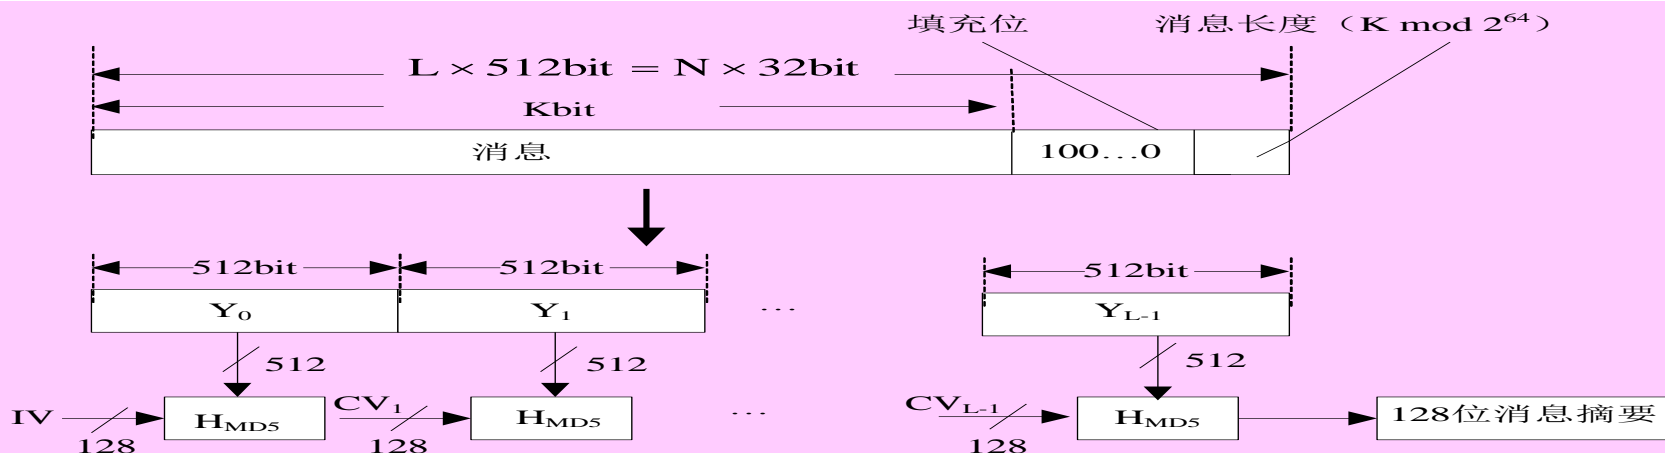 填充位 消息长度（K mod 2⁶⁴）
L × 512bit = N × 32bit
Kbit
消息 100…0
512bit 512bit 512bit
Y₀ Y₁ … Y_L-1
512 512 512
IV H_MD5 CV₁ H_MD5 … CV_L-1 H_MD5 128位消息摘要
128 128 128